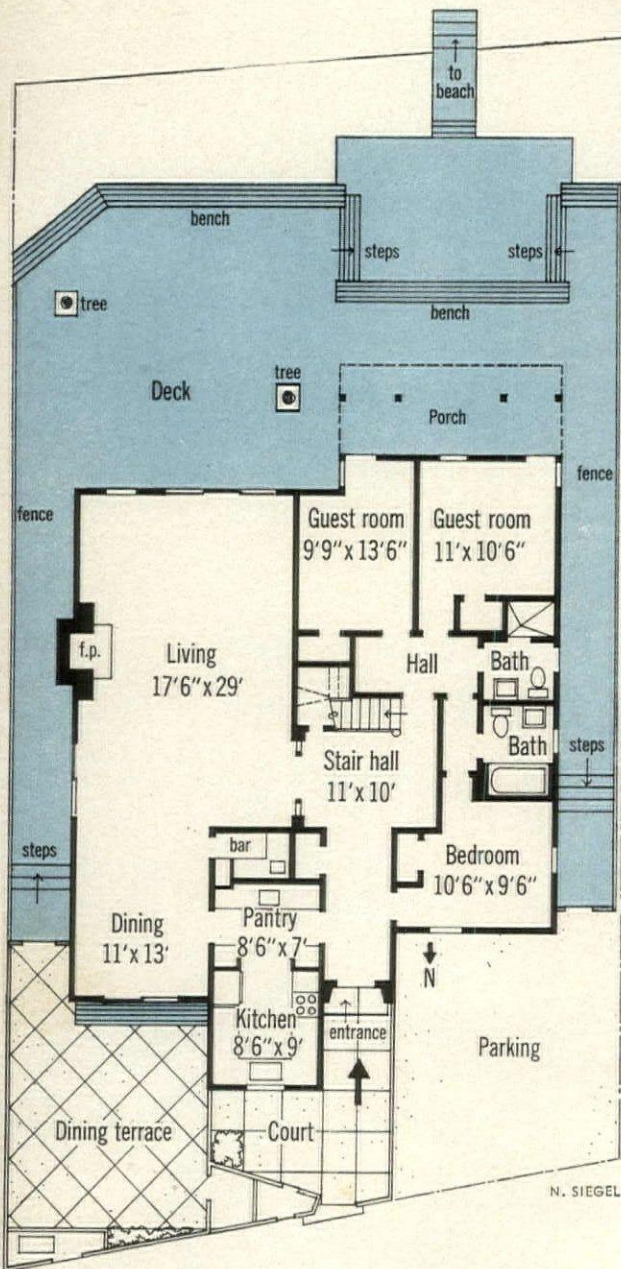 to
beach
bench
steps
steps
bench
tree
tree
Deck
Porch
fence
fence
Guest room
9'9" x 13'6"
Guest room
11' x 10'6"
f.p.
Living
17'6" x 29'
Hall
Bath
Bath
Stair hall
11' x 10'
steps
bar
steps
Bedroom
10'6" x 9'6"
Dining
11' x 13'
Pantry
8'6" x 7'
N
Kitchen
8'6" x 9'
entrance
Parking
Dining terrace
Court
N. SIEGEL